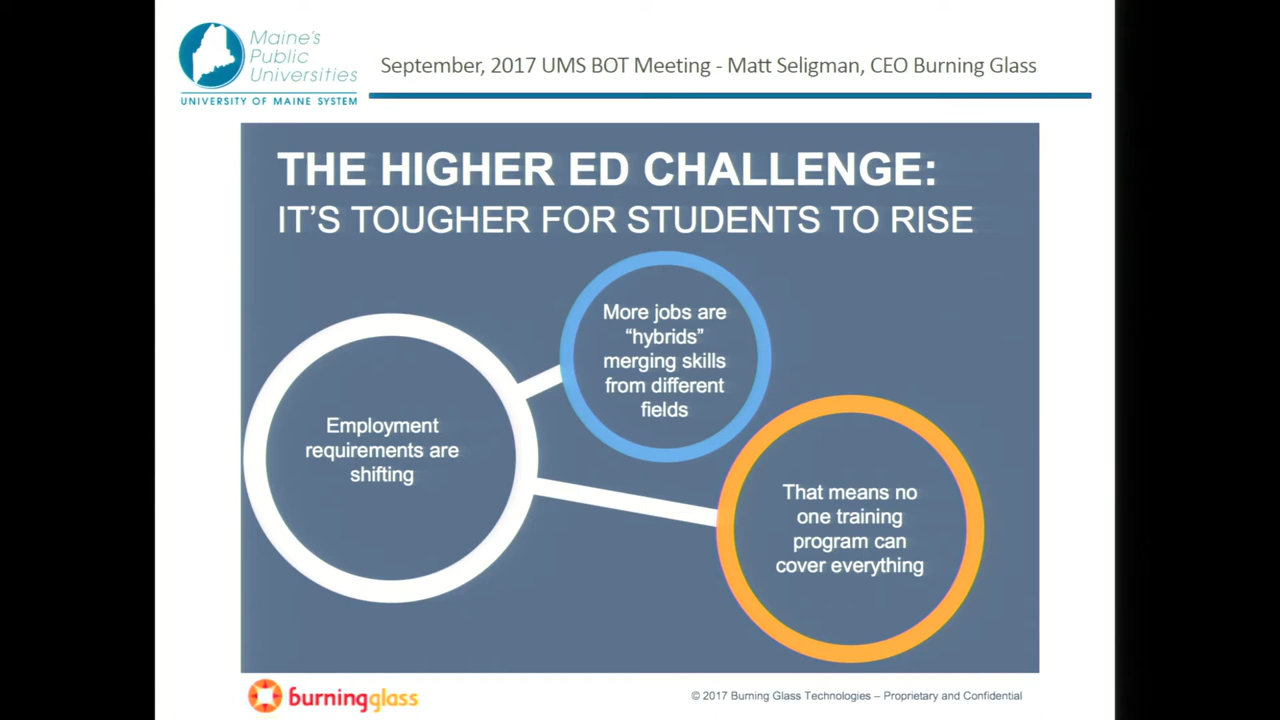 Maine's
Public
Universities
UNIVERSITY OF MAINE SYSTEM
September, 2017 UMS BOT Meeting - Matt Seligman, CEO Burning Glass
THE HIGHER ED CHALLENGE:
IT'S TOUGHER FOR STUDENTS TO RISE
More jobs are
“hybrids”
merging skills
from different
fields
Employment
requirements are
shifting
That means no
one training
program can
cover everything
burningglass
© 2017 Burning Glass Technologies – Proprietary and Confidential